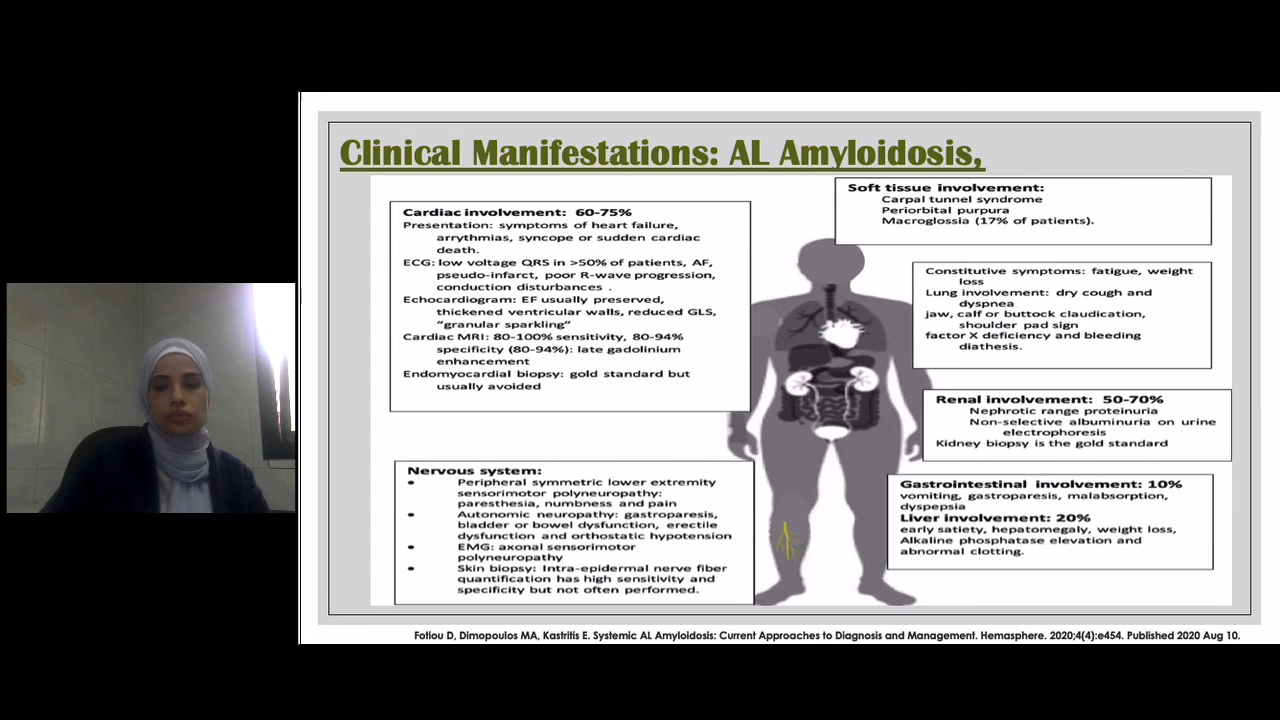 Clinical Manifestations: AL Amyloidosis,
Cardiac involvement: 60-75%
Presentation: symptoms of heart failure,
arrythmias, syncope or sudden cardiac
death.
ECG: low voltage QRS in >50% of patients, AF,
pseudo-infarct, poor R-wave progression,
conduction disturbances .
Echocardiogram: EF usually preserved,
thickened ventricular walls, reduced GLS,
“granular sparkling”
Cardiac MRI: 80-100% sensitivity, 80-94%
specificity (80-94%): late gadolinium
enhancement
Endomyocardial biopsy: gold standard but
usually avoided
Nervous system:
• Peripheral symmetric lower extremity
sensorimotor polyneuropathy:
paresthesia, numbness and pain
• Autonomic neuropathy: gastroparesis,
bladder or bowel dysfunction, erectile
dysfunction and orthostatic hypotension
• EMG: axonal sensorimotor
polyneuropathy
• Skin biopsy: Intra-epidermal nerve fiber
quantification has high sensitivity and
specificity but not often performed.
Soft tissue involvement:
Carpal tunnel syndrome
Periorbital purpura
Macroglossia (17% of patients).
Constitutive symptoms: fatigue, weight
loss
Lung involvement: dry cough and
dyspnea
jaw, calf or buttock claudication,
shoulder pad sign
factor X deficiency and bleeding
diathesis.
Renal involvement: 50-70%
Nephrotic range proteinuria
Non-selective albuminuria on urine
electrophoresis
Kidney biopsy is the gold standard
Gastrointestinal involvement: 10%
vomiting, gastroparesis, malabsorption,
dyspepsia
Liver involvement: 20%
early satiety, hepatomegaly, weight loss,
Alkaline phosphatase elevation and
abnormal clotting.
Fotiou D, Dimopoulos MA, Kastritis E. Systemic AL Amyloidosis: Current Approaches to Diagnosis and Management. Hemasphere. 2020;4(4):e454. Published 2020 Aug 10.